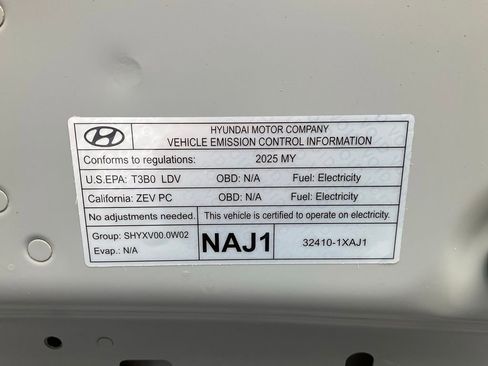 HYUNDAI MOTOR COMPANY
VEHICLE EMISSION CONTROL INFORMATION
Conforms to regulations: 2025 MY
U.S.EPA: T3B0 LDV OBD: N/A Fuel: Electricity
California: ZEV PC OBD: N/A Fuel: Electricity
No adjustments needed. This vehicle is certified to operate on electricity.
Group: SHYXV00.0W02
Evap.: N/A
NAJ1
32410-1XAJ1